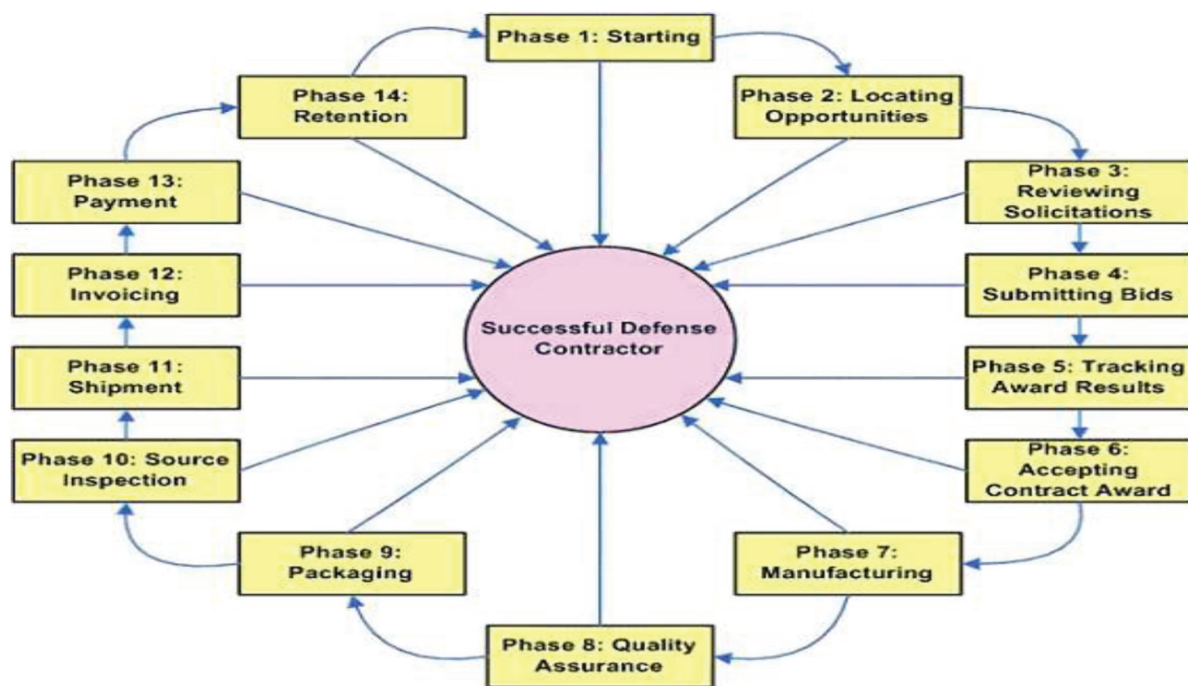 Phase 1: Starting
Phase 2: Locating
Opportunities
Phase 3:
Reviewing
Solicitations
Phase 4:
Submitting Bids
Phase 5: Tracking
Award Results
Phase 6:
Accepting
Contract Award
Phase 7:
Manufacturing
Phase 8: Quality
Assurance
Phase 9:
Packaging
Phase 10: Source
Inspection
Phase 11:
Shipment
Phase 12:
Invoicing
Phase 13:
Payment
Phase 14:
Retention
Successful Defense
Contractor